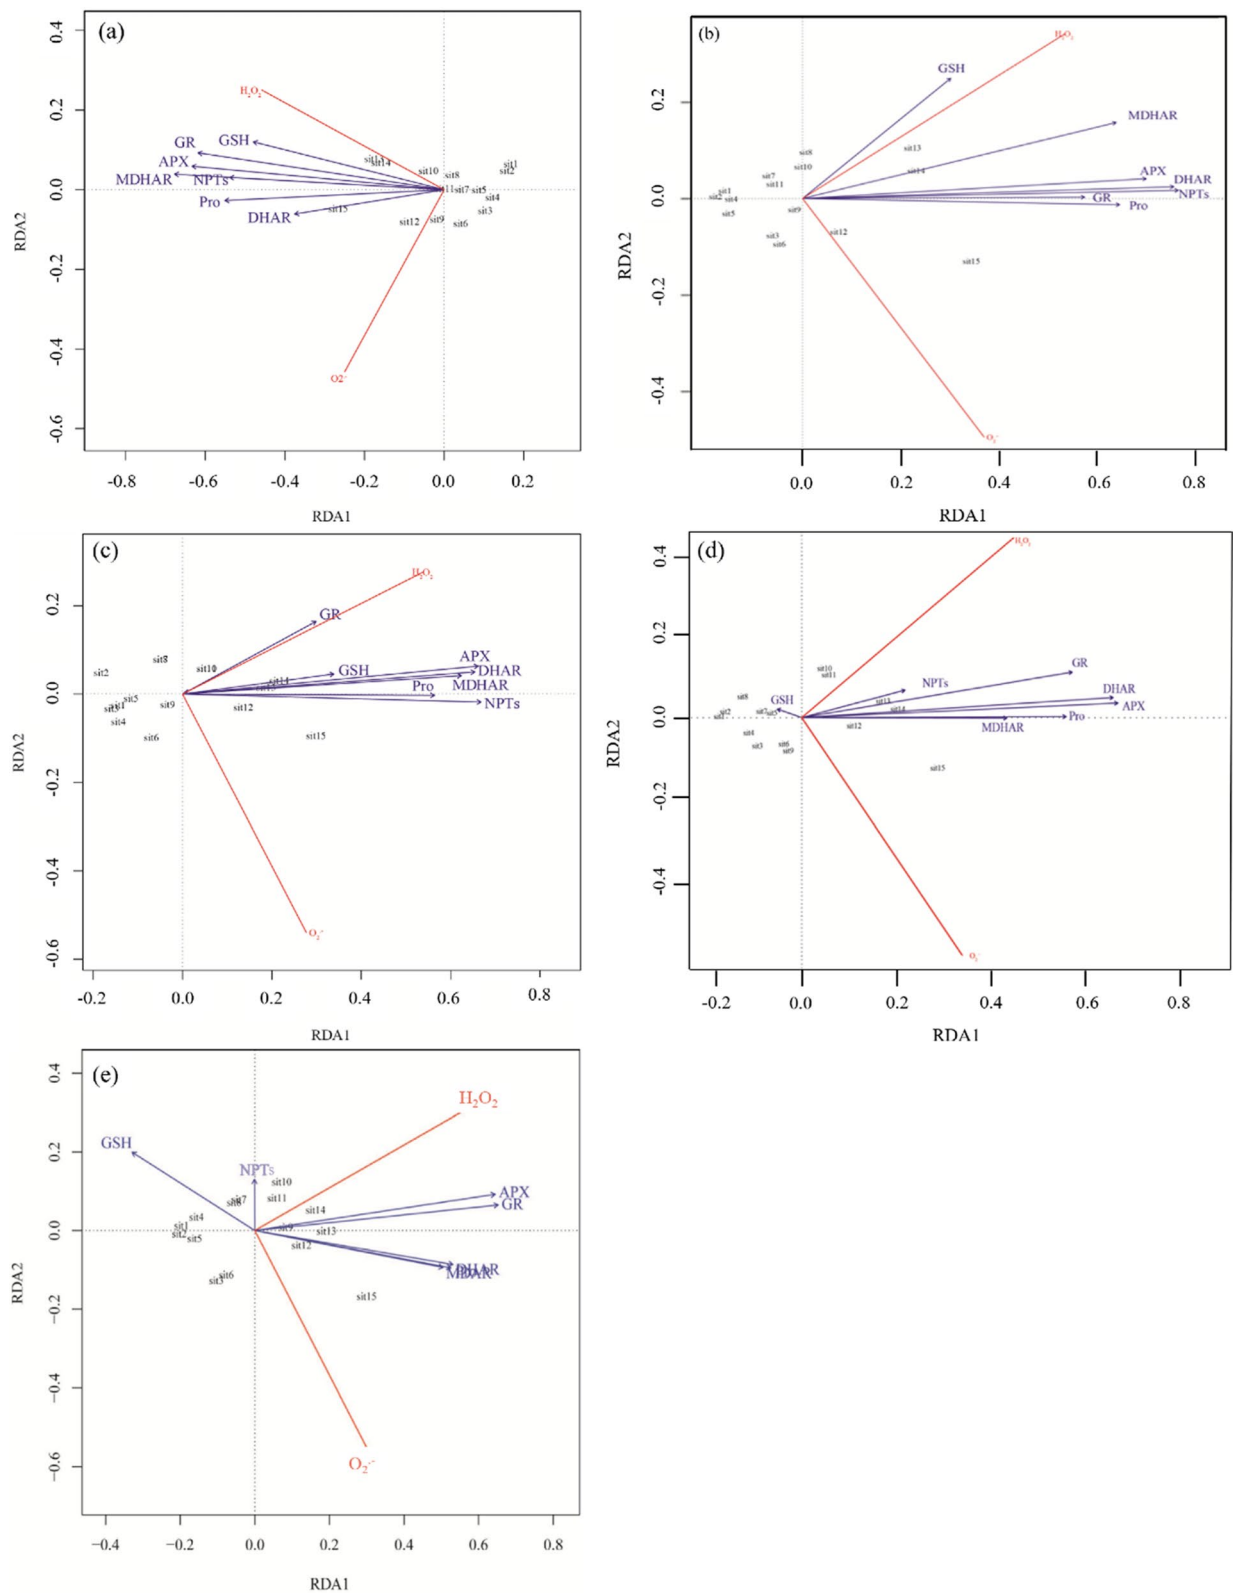 (a)
0.4
0.2
0.0
-0.2
-0.4
-0.6
RDA2
H₂O₂
GR
GSH
APX
MDHAR
NPTs
Pro
DHAR
sit14
sit10
sit8
sit1
sit2
sit7
sit5
sit4
sit3
sit15
sit12
sit9
sit6
O2·-
-0.8
-0.6
-0.4
-0.2
0.0
0.2
RDA1
(b)
0.2
0.0
-0.2
-0.4
RDA2
H₂O₂
GSH
MDHAR
APX
DHAR
NPTs
GR
Pro
sit8
sit13
sit10
sit14
sit7
sit11
sit1
sit2
sit4
sit5
sit9
sit3
sit6
sit12
sit15
O₂·-
0.0
0.2
0.4
0.6
0.8
RDA1
(c)
0.2
0.0
-0.2
-0.4
-0.6
RDA2
H₂O₂
GR
APX
GSH
DHAR
MDHAR
Pro
NPTs
sit8
sit2
sit10
sit14
sit5
sit1
sit3
sit9
sit12
sit4
sit6
sit15
O₂·-
-0.2
0.0
0.2
0.4
0.6
0.8
RDA1
(d)
0.4
0.2
0.0
-0.2
-0.4
RDA2
H₂O₂
GR
NPTs
DHAR
GSH
APX
Pro
MDHAR
sit10
sit11
sit8
sit13
sit14
sit2
sit12
sit4
sit3
sit6
sit9
sit15
-0.2
0.0
0.2
0.4
0.6
0.8
RDA1
(e)
0.4
0.2
0.0
−0.2
−0.4
−0.6
RDA2
H₂O₂
GSH
NPTs
APX
GR
DHAR
sit10
sit7
sit11
sit14
sit4
sit1
sit9
sit13
sit2
sit5
sit12
sit6
sit3
sit15
O₂·-
−0.4
−0.2
0.0
0.2
0.4
0.6
0.8
RDA1